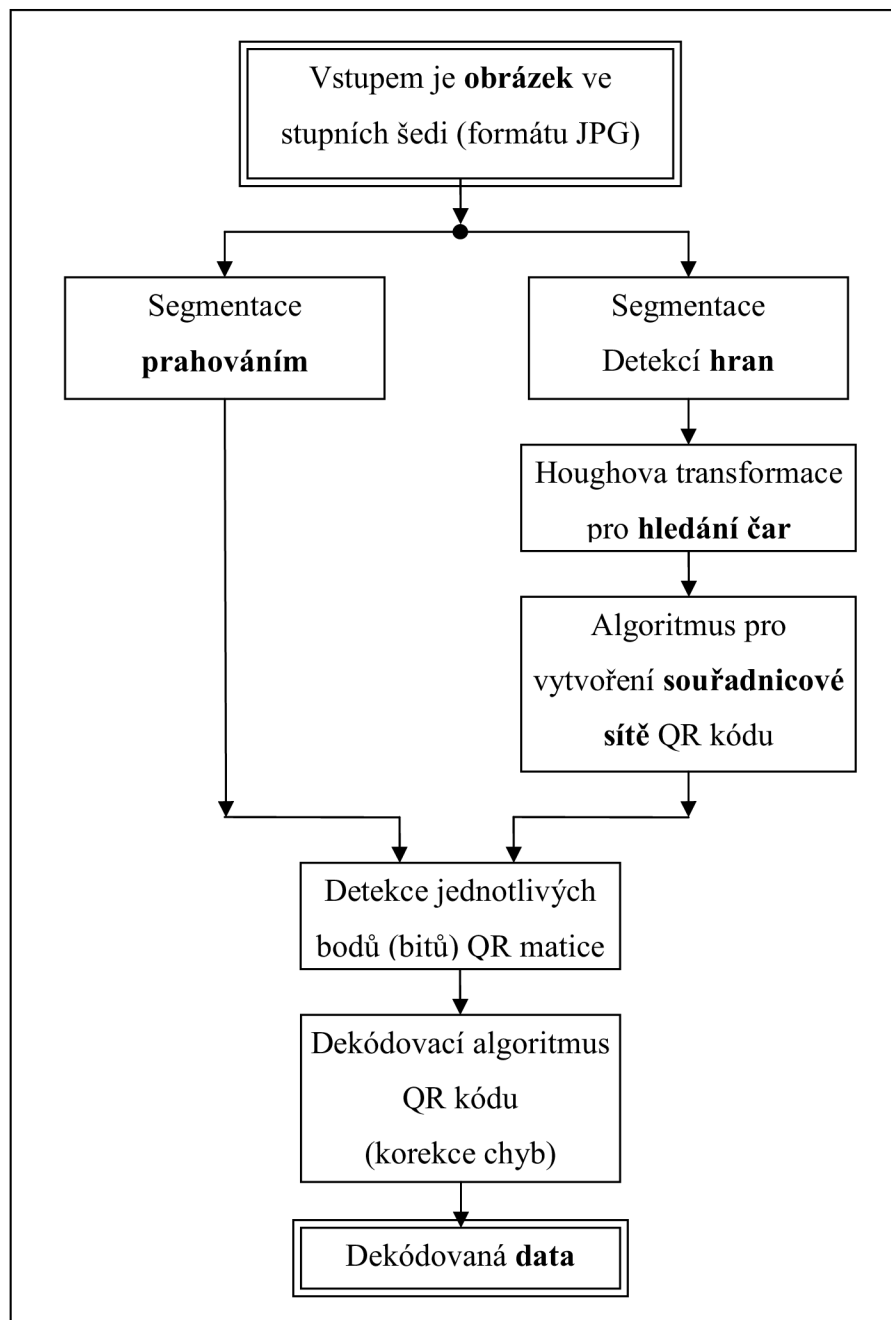 Vstupem je obrázek ve
stupních šedi (formátu JPG)
Segmentace
prahováním
Segmentace
Detekcí hran
Houghova transformace
pro hledání čar
Algoritmus pro
vytvoření souřadnicové
sítě QR kódu
Detekce jednotlivých
bodů (bitů) QR matice
Dekódovací algoritmus
QR kódu
(korekce chyb)
Dekódovaná data